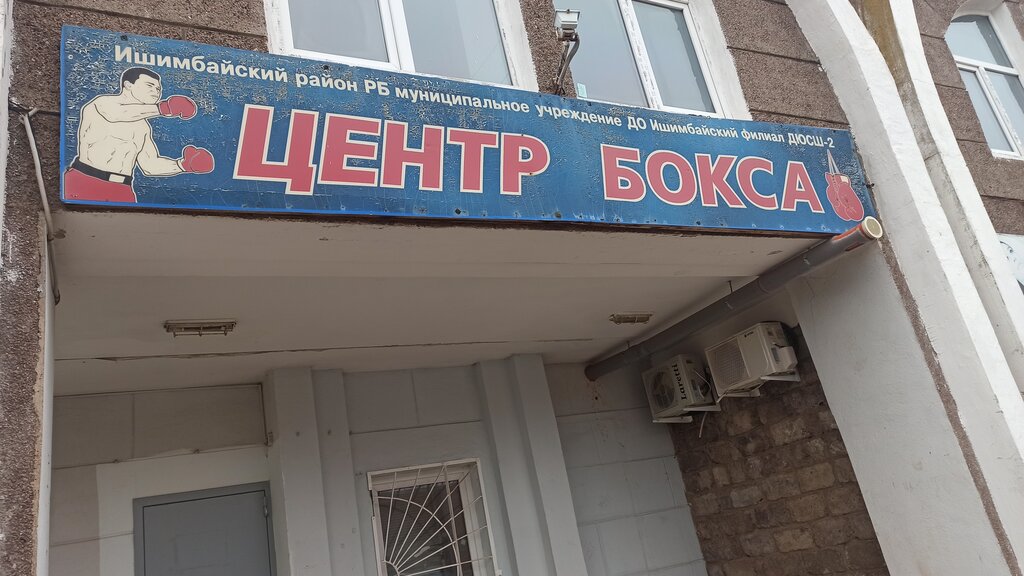 Ишимбайский район РБ муниципальное учреждение ДО Ишимбайский филиал ДЮСШ-2
ЦЕНТР БОКСА